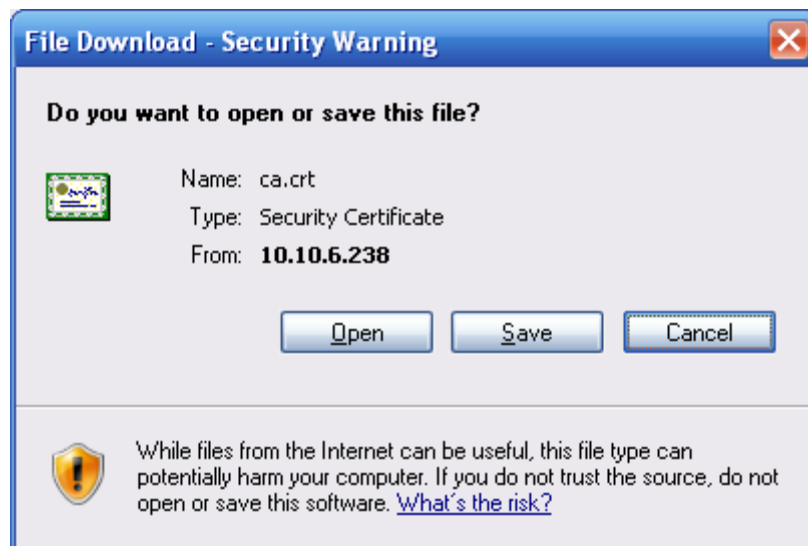 File Download - Security Warning
Do you want to open or save this file?
Name: ca.crt
Type: Security Certificate
From: 10.10.6.238
Open Save Cancel
While files from the Internet can be useful, this file type can
potentially harm your computer. If you do not trust the source, do not
open or save this software. What's the risk?